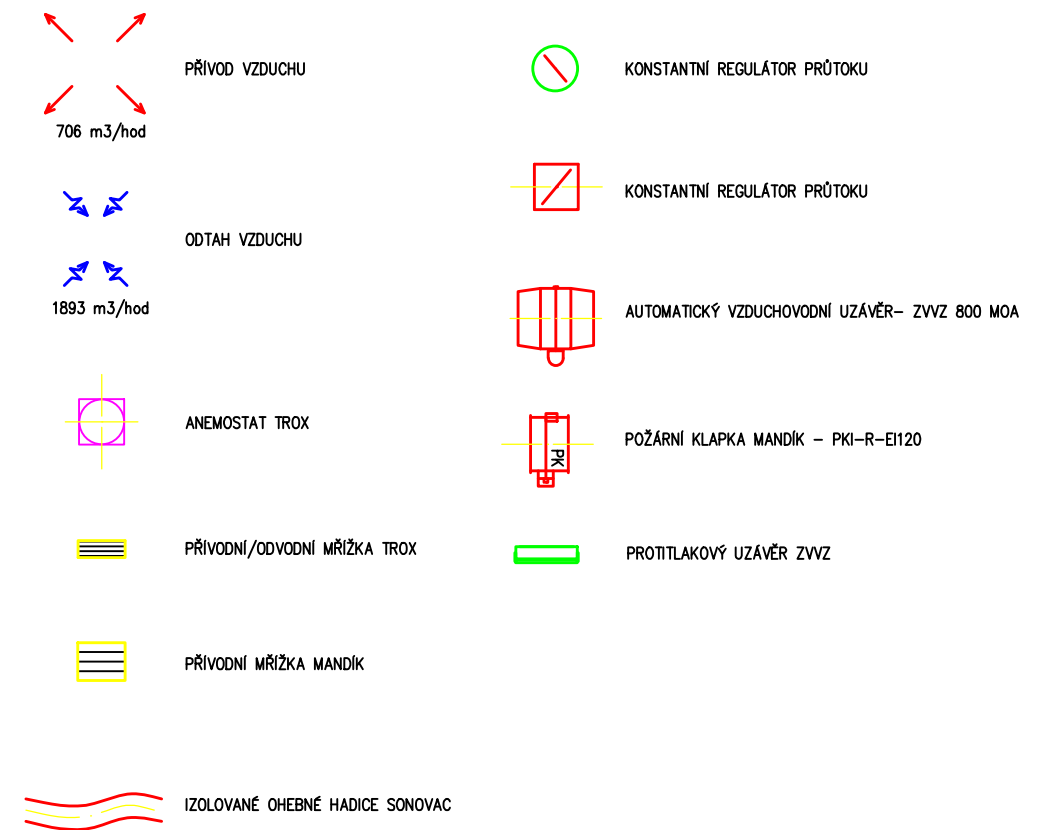 PŘÍVOD VZDUCHU
706 m3/hod
ODTAH VZDUCHU
1893 m3/hod
ANEMOSTAT TROX
PŘÍVODNÍ/ODVODNÍ MŘÍŽKA TROX
PŘÍVODNÍ MŘÍŽKA MANDÍK
IZOLOVANÉ OHEBNÉ HADICE SONOVAC
KONSTANTNÍ REGULÁTOR PRŮTOKU
KONSTANTNÍ REGULÁTOR PRŮTOKU
AUTOMATICKÝ VZDUCHOVODNÍ UZÁVĚR– ZVVZ 800 MOA
PK
POŽÁRNÍ KLAPKA MANDÍK – PKI–R–EI120
PROTITLAKOVÝ UZÁVĚR ZVVZ